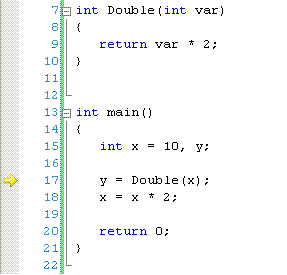 7 int Double(int var)
8 {
9 return var * 2;
10 }
11
12
13 int main()
14 {
15 int x = 10, y;
16
17 y = Double(x);
18 x = x * 2;
19
20 return 0;
21 }
22